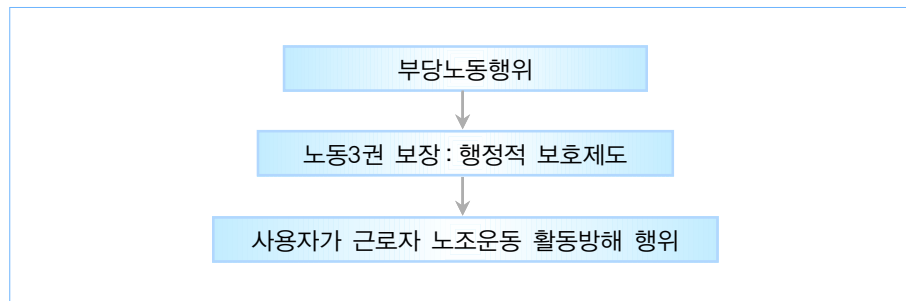 부당노동행위
노동3권 보장 : 행정적 보호제도
사용자가 근로자 노조운동 활동방해 행위